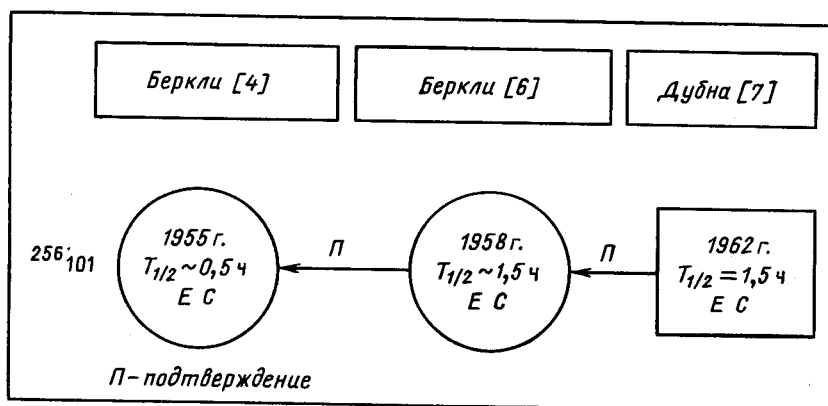 Беркли [4]
Беркли [6]
Дубна [7]
256 101
1955 г.
T1/2 ~ 0,5 ч
Е С
П
1958 г.
T1/2 ~ 1,5 ч
Е С
П
1962 г.
T1/2 = 1,5 ч
Е С
П – подтверждение